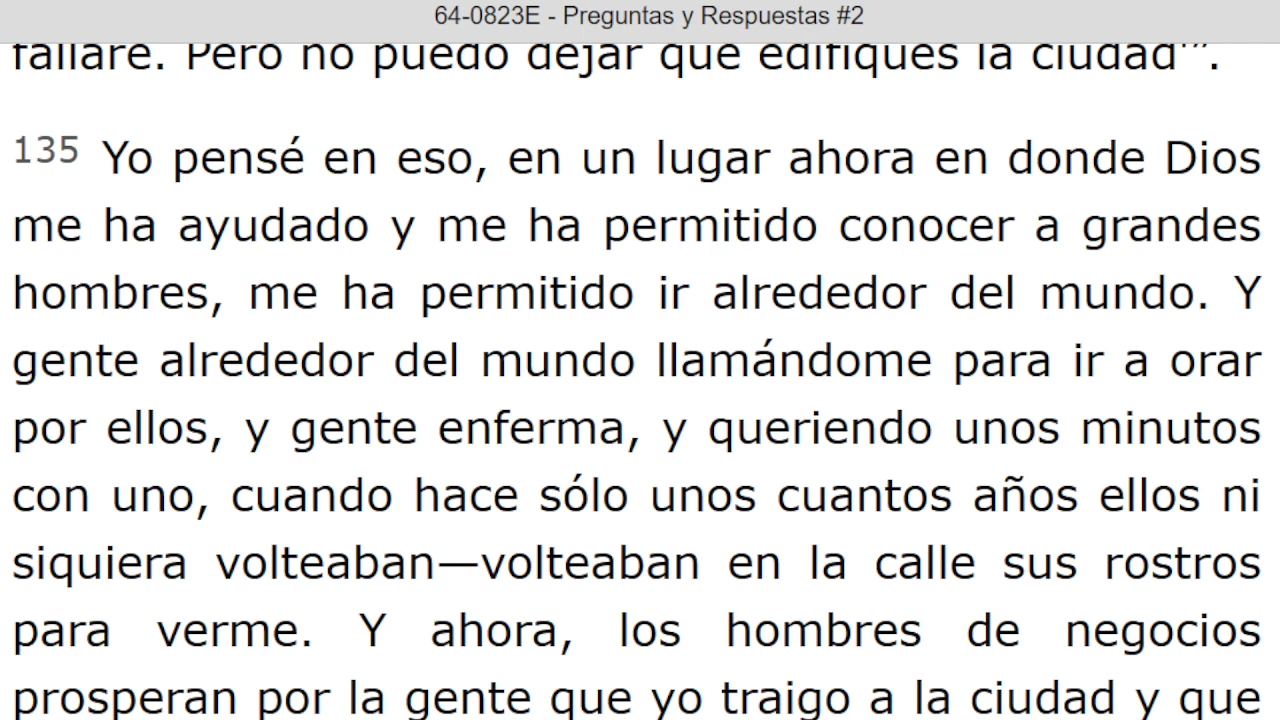 64-0823E - Preguntas y Respuestas #2
fallare. Pero no puedo dejar que edifiques la ciudad'”.
135 Yo pensé en eso, en un lugar ahora en donde Dios
me ha ayudado y me ha permitido conocer a grandes
hombres, me ha permitido ir alrededor del mundo. Y
gente alrededor del mundo llamándome para ir a orar
por ellos, y gente enferma, y queriendo unos minutos
con uno, cuando hace sólo unos cuantos años ellos ni
siquiera volteaban—volteaban en la calle sus rostros
para verme. Y ahora, los hombres de negocios
prosperan por la gente que yo traigo a la ciudad y que